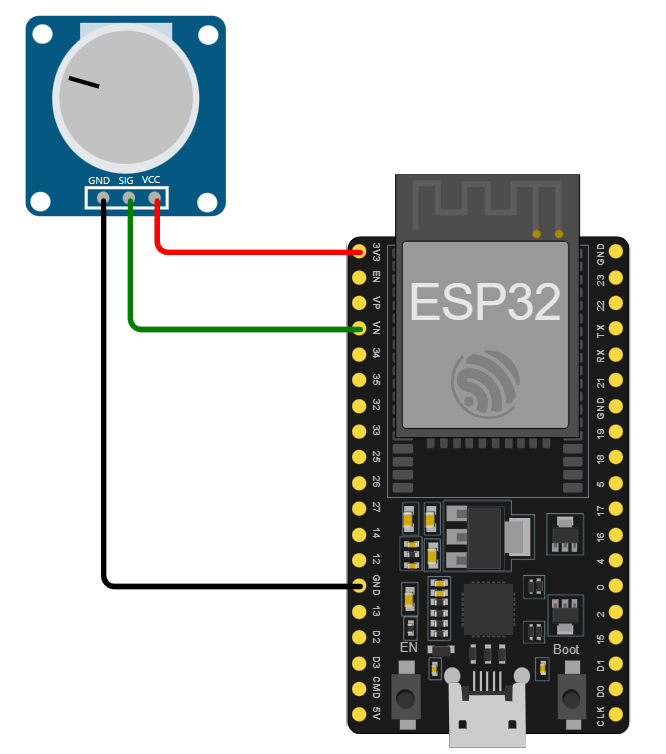 GND SIG VCC
ESP32
3V3
EN
VP
VN
34
35
32
33
25
26
27
14
12
GND
13
D2
D3
CMD
5V
GND
23
22
TX
RX
21
GND
19
18
5
17
16
4
0
2
15
D1
D0
CLK
EN
Boot